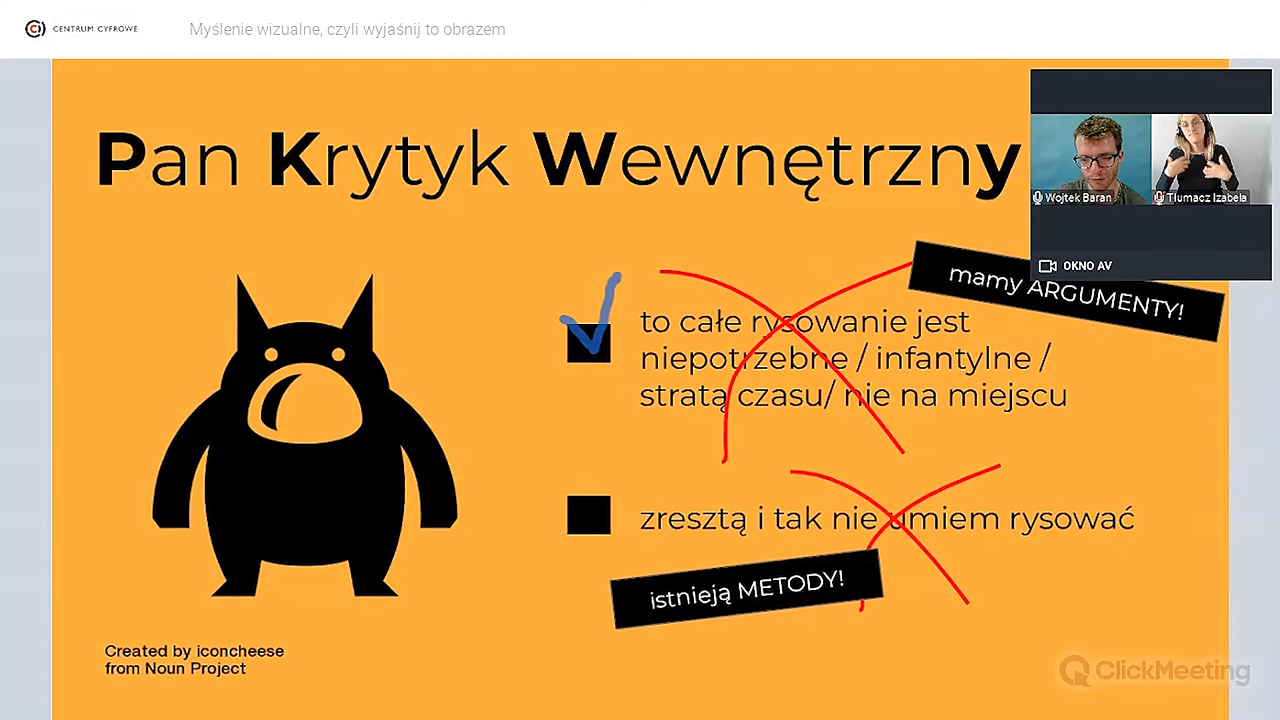 CENTRUM CYFROWE
Myślenie wizualne, czyli wyjaśnij to obrazem
Pan Krytyk Wewnętrzny
Wojtek Baran
Tłumacz Izabela
OKNO AV
mamy ARGUMENTY!
to całe rysowanie jest
niepotrzebne / infantylne /
stratą czasu/ nie na miejscu
zresztą i tak nie umiem rysować
istnieją METODY!
Created by iconcheese
from Noun Project
ClickMeeting